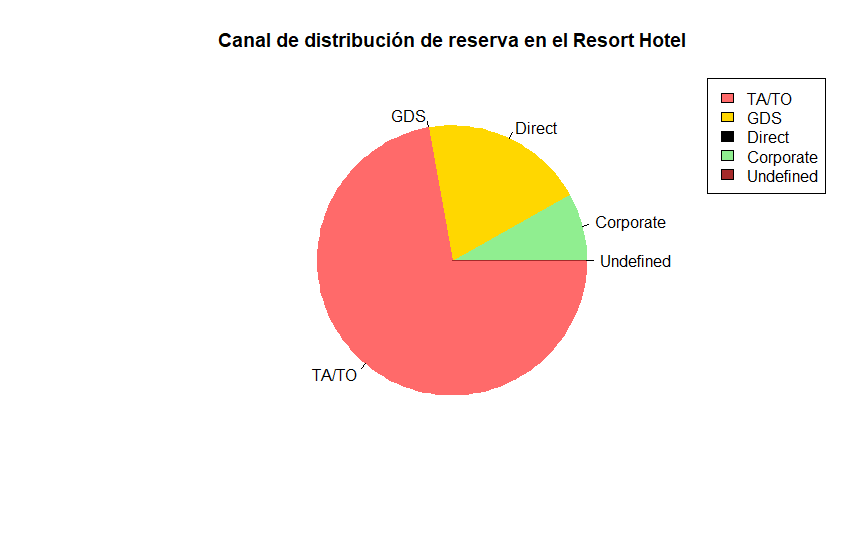 Canal de distribución de reserva en el Resort Hotel
TA/TO
GDS
Direct
Corporate
Undefined
GDS
Direct
Corporate
Undefined
TA/TO